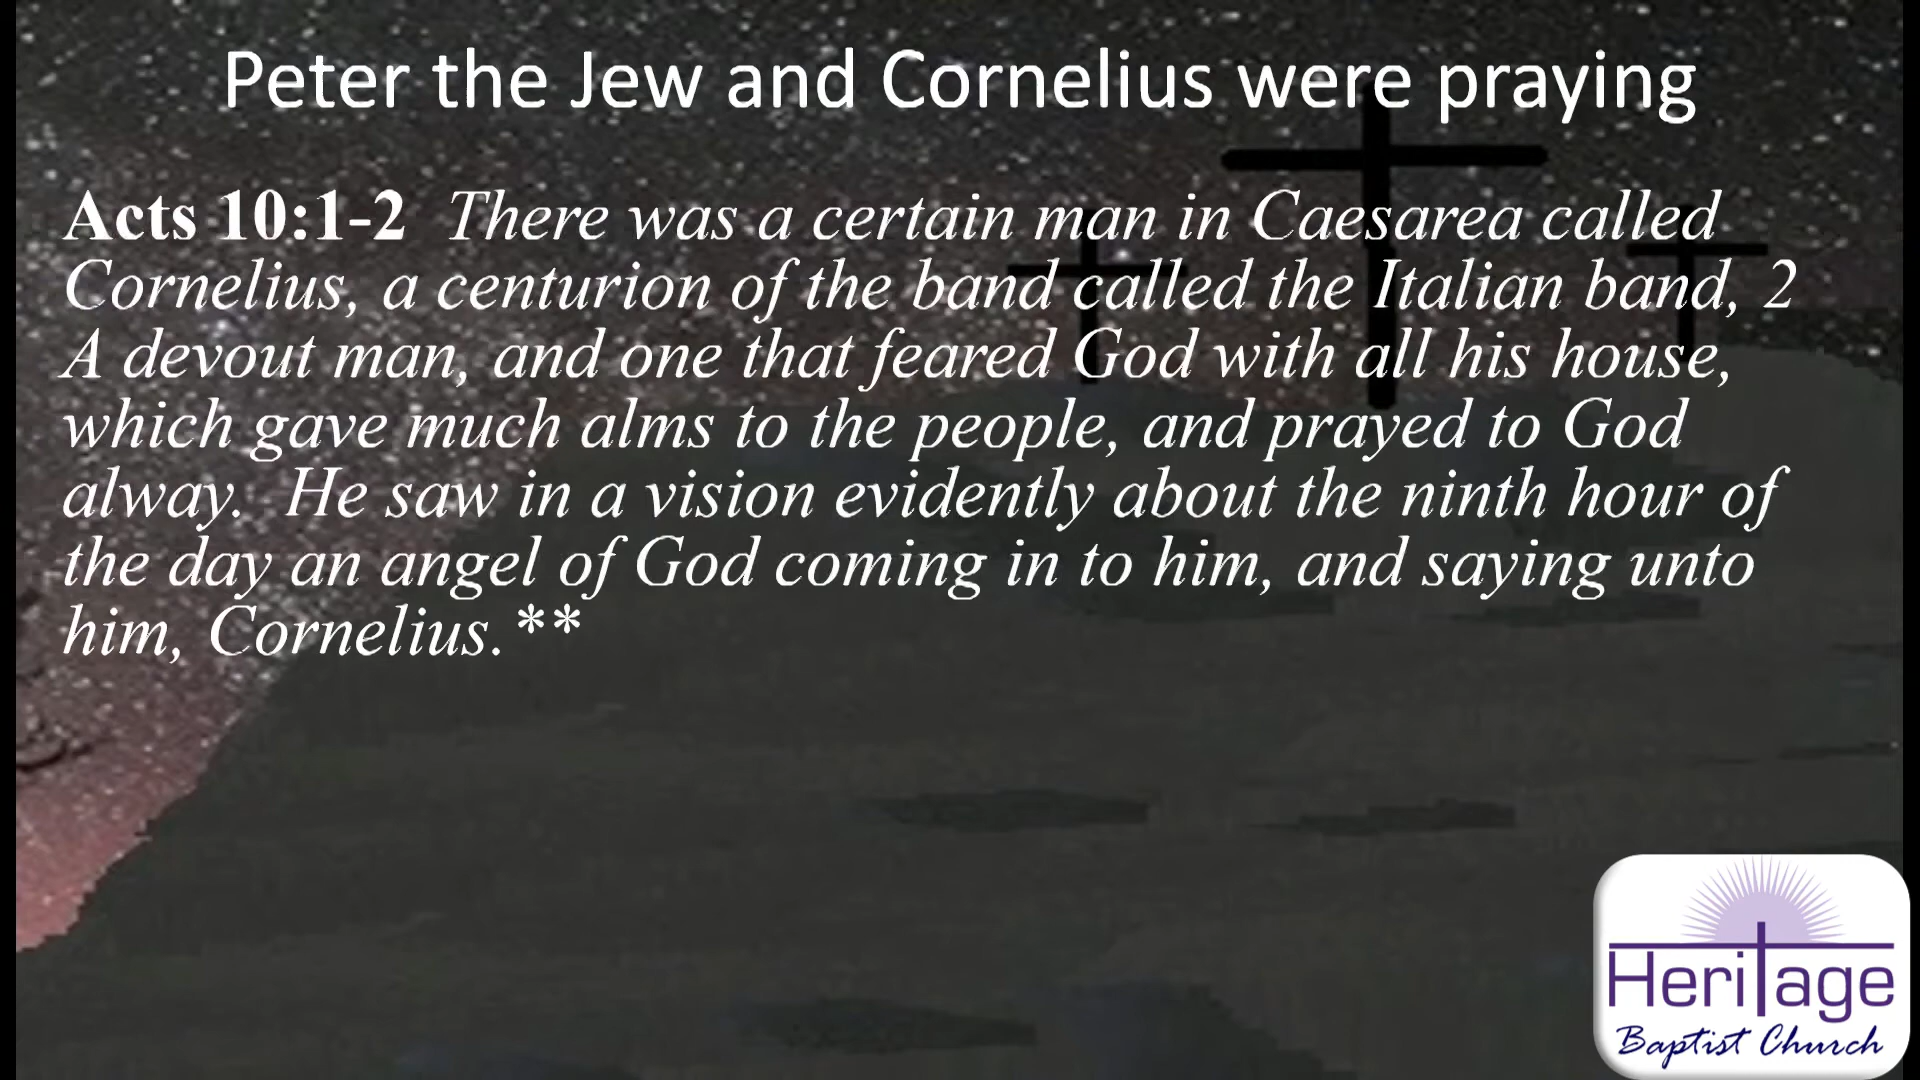 Peter the Jew and Cornelius were praying
Acts 10:1-2 There was a certain man in Caesarea called
Cornelius, a centurion of the band called the Italian band, 2
A devout man, and one that feared God with all his house,
which gave much alms to the people, and prayed to God
alway. He saw in a vision evidently about the ninth hour of
the day an angel of God coming in to him, and saying unto
him, Cornelius.**
Heritage
Baptist Church